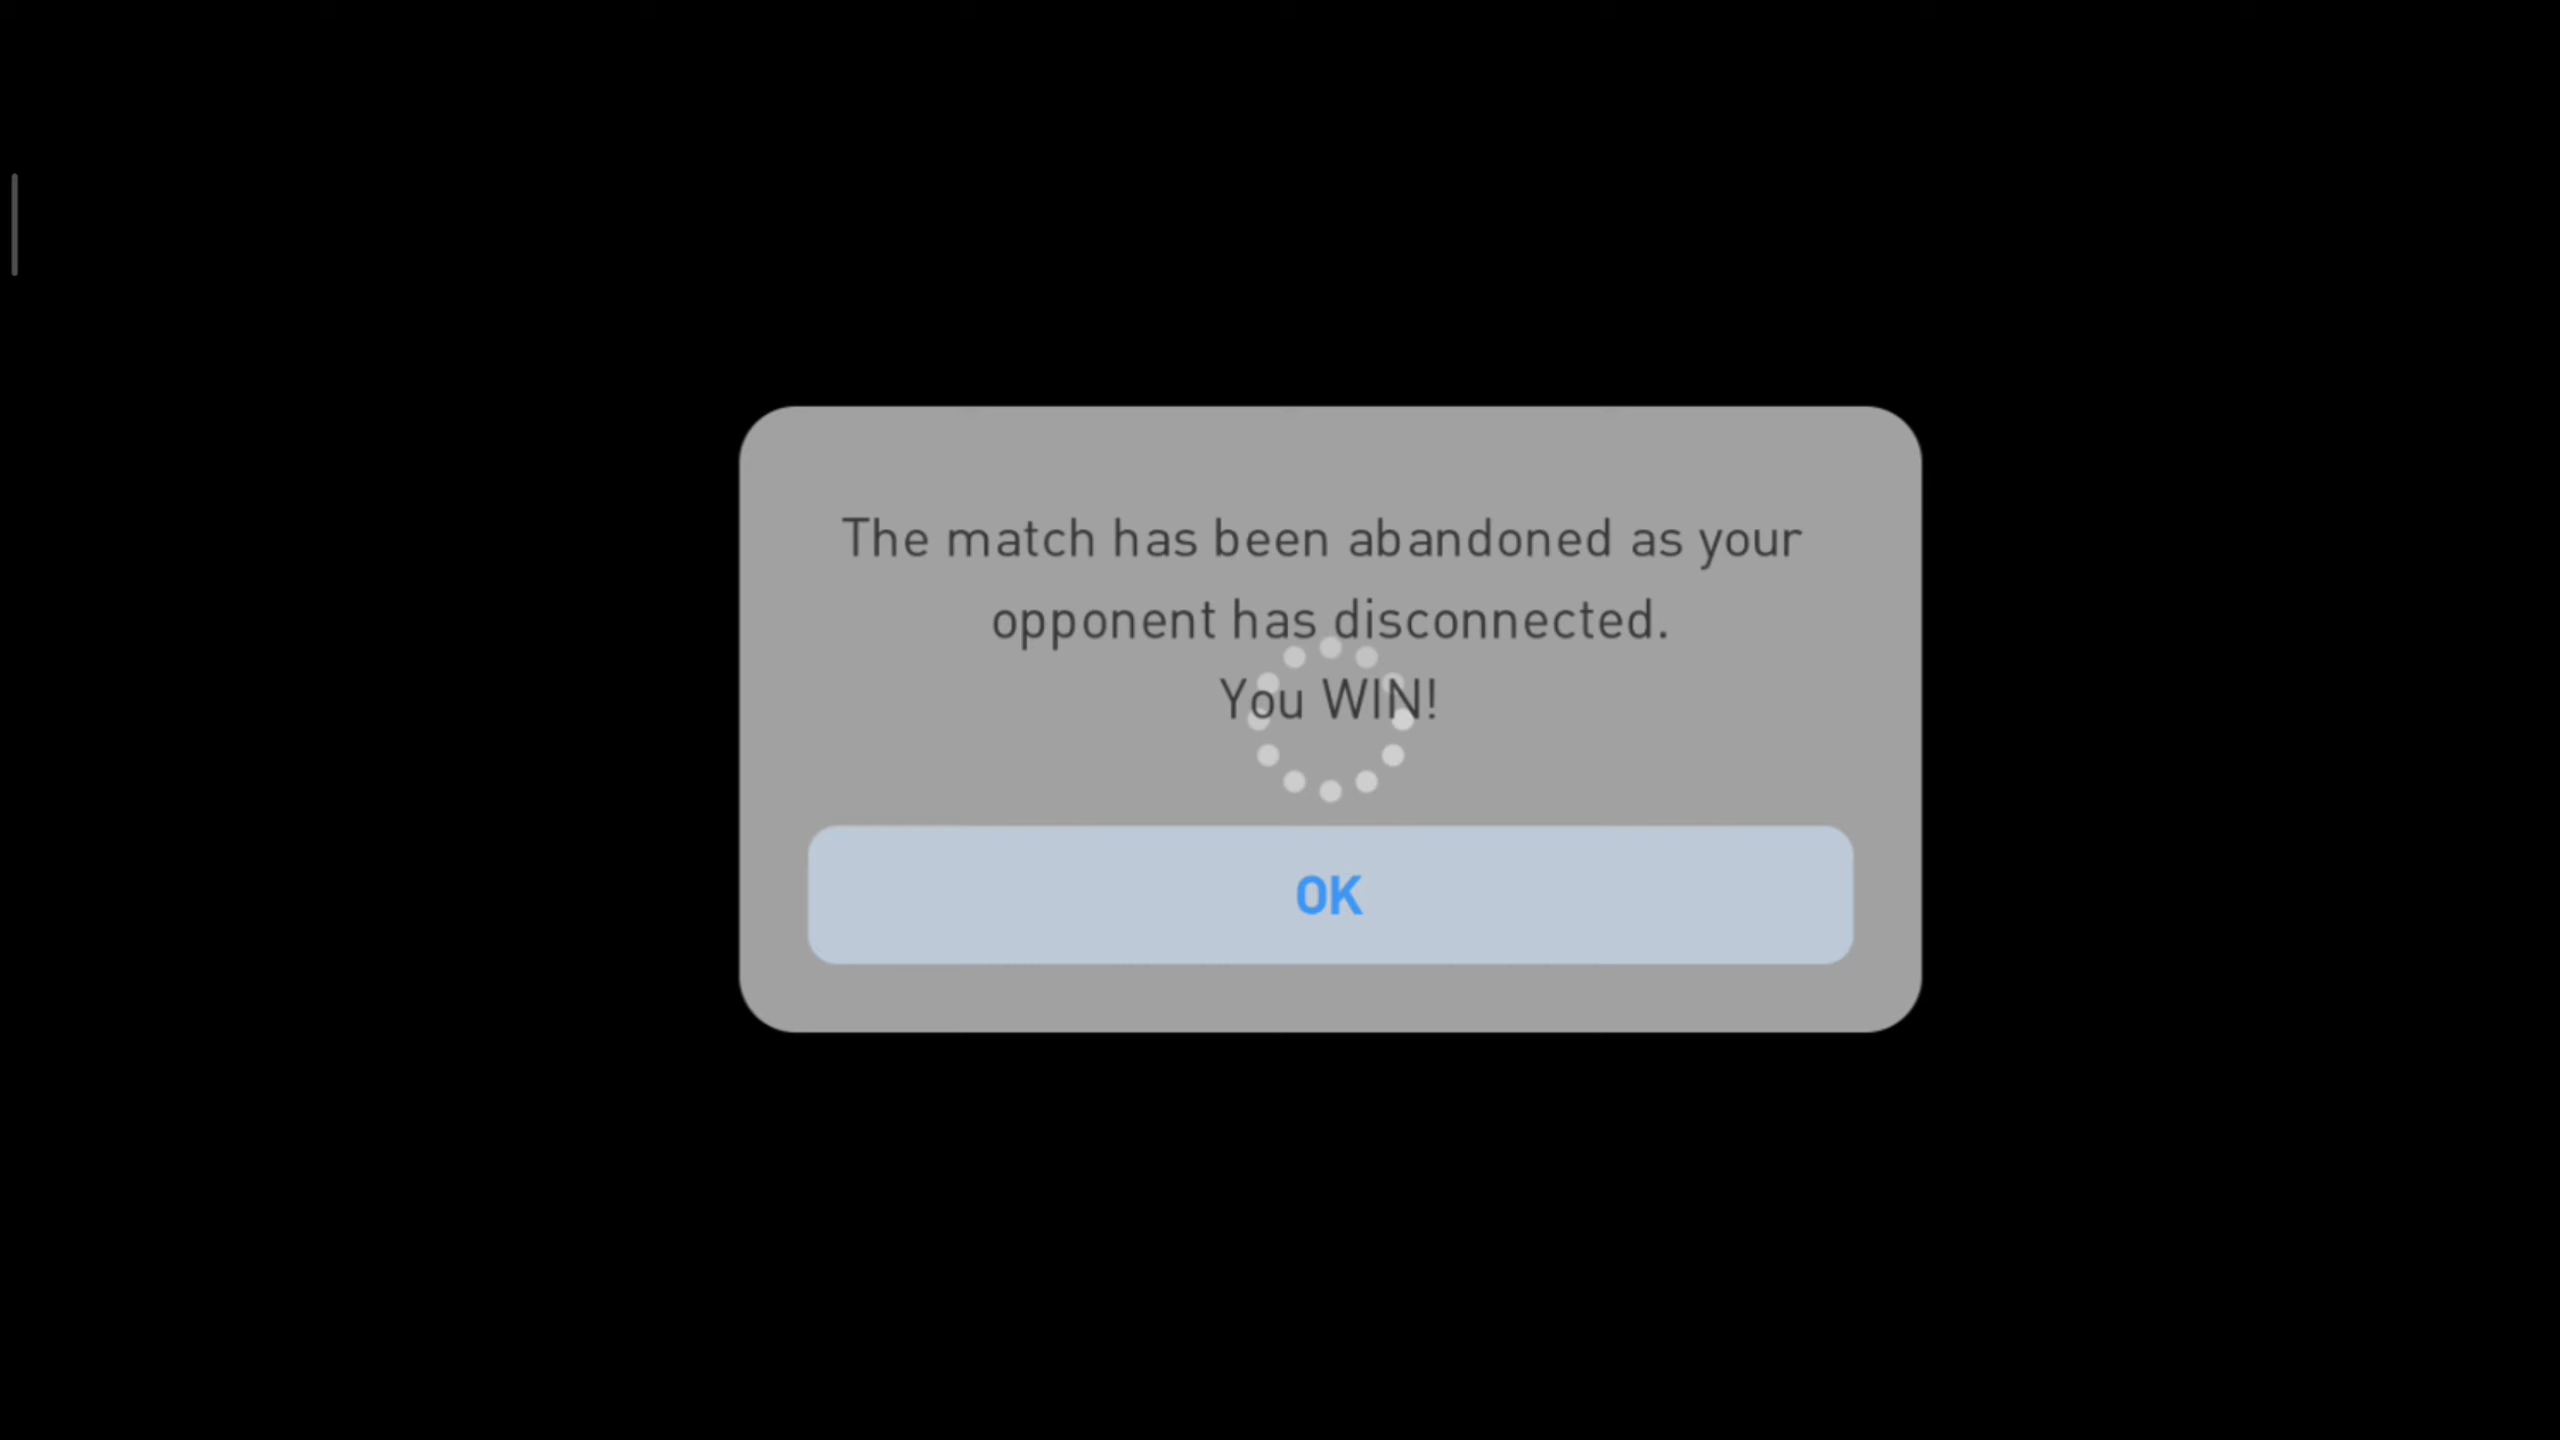 The match has been abandoned as your
opponent has disconnected.
You WIN!
OK